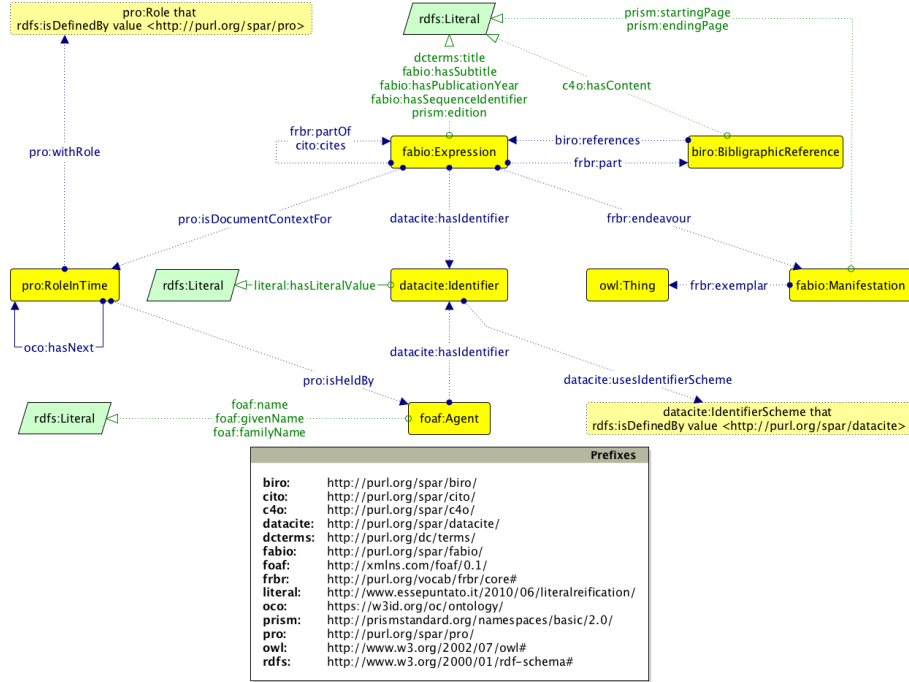 pro:Role that
rdfs:isDefinedBy value <http://purl.org/spar/pro>
rdfs:Literal
prism:startingPage
prism:endingPage
dcterms:title
fabio:hasSubtitle
fabio:hasPublicationYear
fabio:hasSequenceIdentifier
prism:edition
c4o:hasContent
pro:withRole
frbr:partOf
cito:cites
fabio:Expression
biro:references
frbr:part
biro:BibligraphicReference
pro:isDocumentContextFor
datacite:hasIdentifier
frbr:endeavour
pro:RoleInTime
rdfs:Literal
literal:hasLiteralValue
datacite:Identifier
owl:Thing
frbr:exemplar
fabio:Manifestation
oco:hasNext
datacite:hasIdentifier
pro:isHeldBy
datacite:usesIdentifierScheme
rdfs:Literal
foaf:name
foaf:givenName
foaf:familyName
foaf:Agent
datacite:IdentifierScheme that
rdfs:isDefinedBy value <http://purl.org/spar/datacite>
Prefixes
biro: http://purl.org/spar/biro/
cito: http://purl.org/spar/cito/
c4o: http://purl.org/spar/c4o/
datacite: http://purl.org/spar/datacite/
dcterms: http://purl.org/dc/terms/
fabio: http://purl.org/spar/fabio/
foaf: http://xmlns.com/foaf/0.1/
frbr: http://purl.org/vocab/frbr/core#
literal: http://www.essepuntato.it/2010/06/literalreification/
oco: https://w3id.org/oc/ontology/
prism: http://prismstandard.org/namespaces/basic/2.0/
pro: http://purl.org/spar/pro/
owl: http://www.w3.org/2002/07/owl#
rdfs: http://www.w3.org/2000/01/rdf-schema#